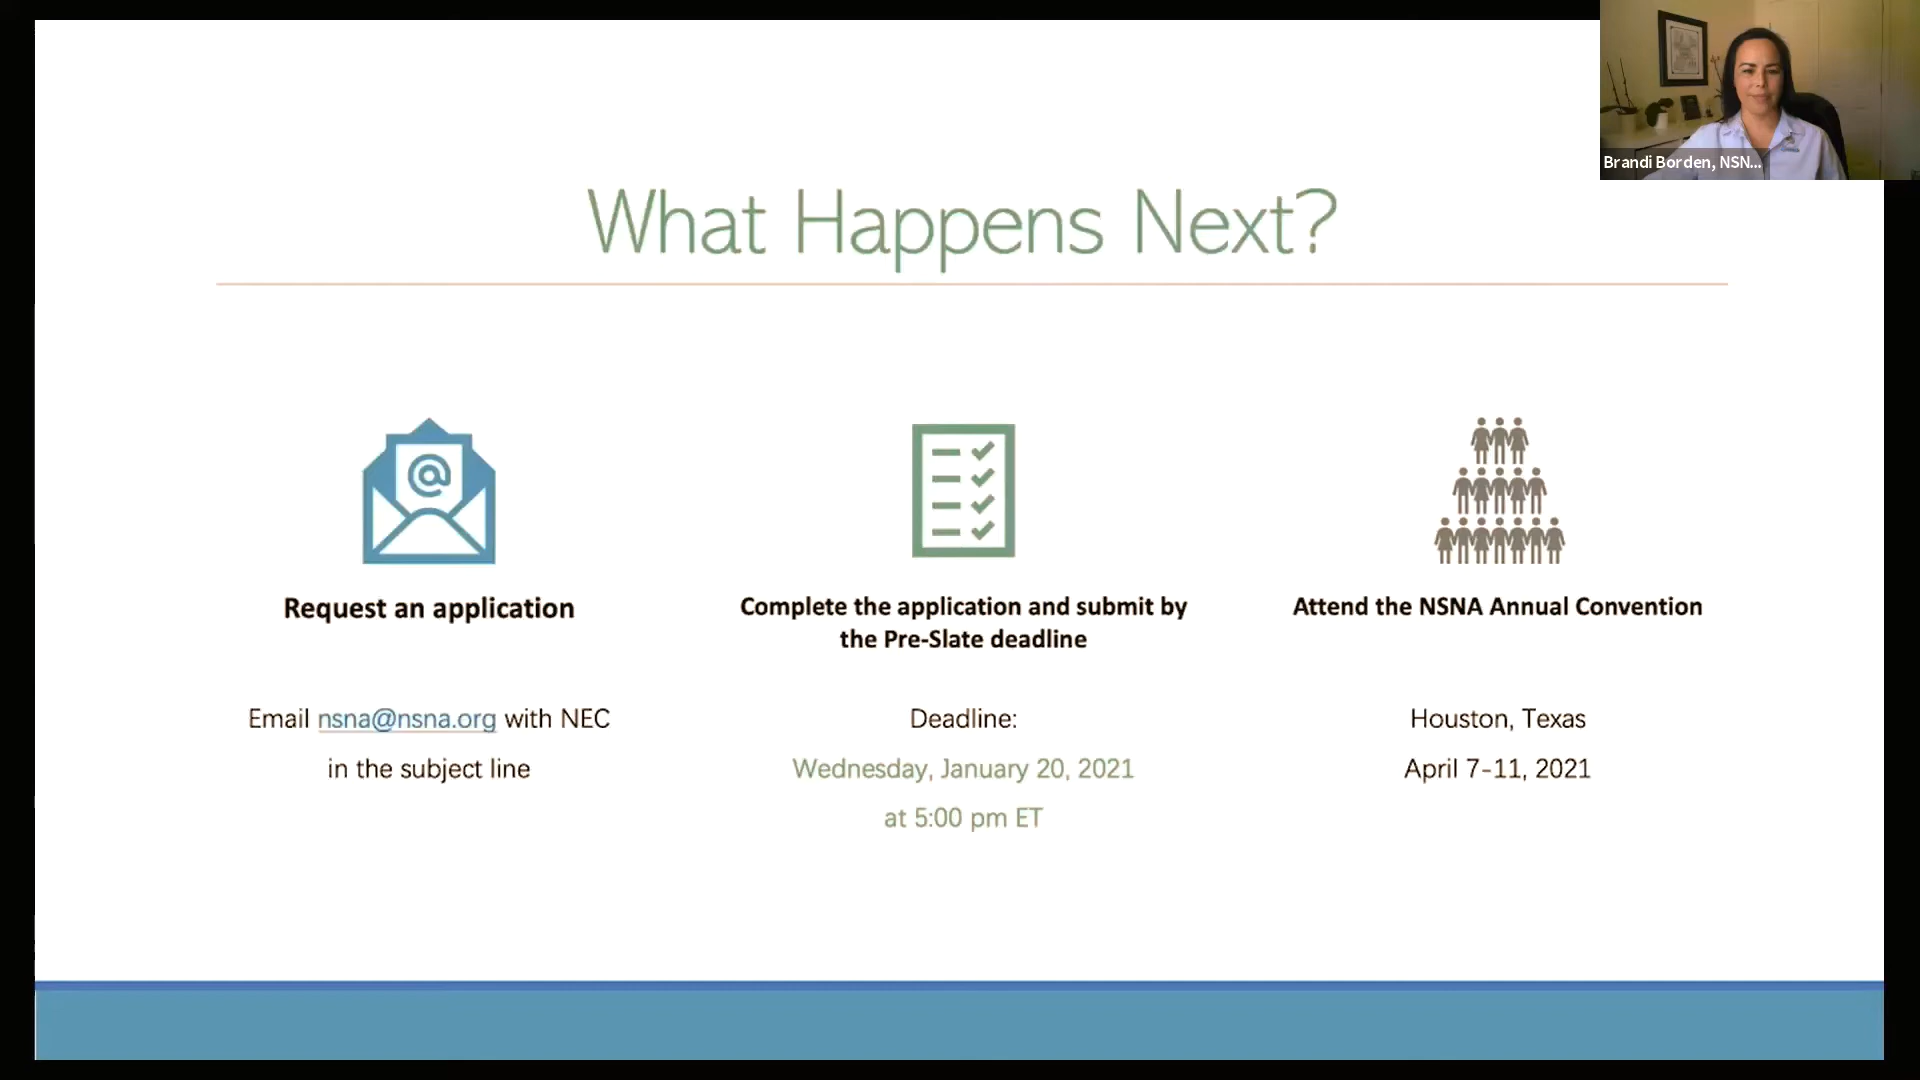 Brandi Borden, NSN...
What Happens Next?
@
Request an application
Email nsna@nsna.org with NEC
in the subject line
Complete the application and submit by
the Pre-Slate deadline
Deadline:
Wednesday, January 20, 2021
at 5:00 pm ET
Attend the NSNA Annual Convention
Houston, Texas
April 7-11, 2021